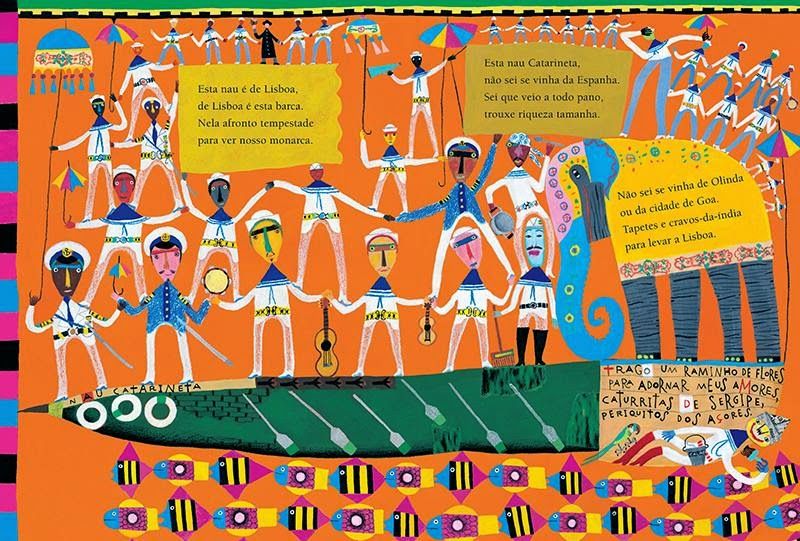 Esta nau é de Lisboa,
de Lisboa é esta barca.
Nela afronto tempestade
para ver nosso monarca.
Esta nau Catarineta,
não sei se vinha da Espanha.
Sei que veio a todo pano,
trouxe riqueza tamanha.
Não sei se vinha de Olinda
ou da cidade de Goa.
Tapetes e cravos-da-índia
para levar a Lisboa.
NAU CATARINETA
TRAGO UM RAMINHO DE FLORES
PARA ADORNAR MEUS AMORES,
CATURRITAS DE SERGIPE,
PERIQUITOS DOS AÇORES.